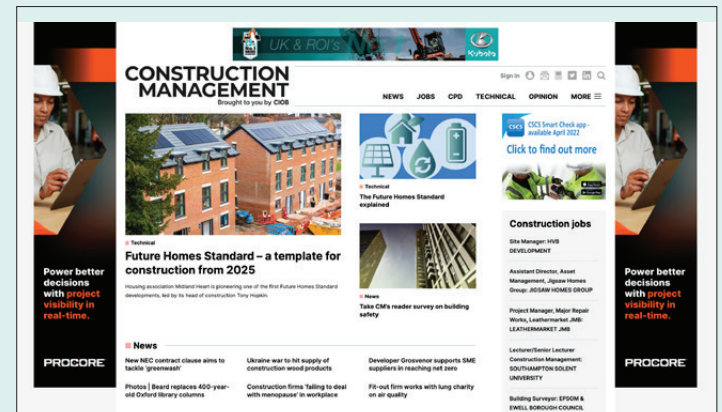 UK & ROI's
Kubota
CONSTRUCTION
MANAGEMENT
Brought to you by CIOB
Sign in
NEWS JOBS CPD TECHNICAL OPINION MORE
Technical
Future Homes Standard – a template for
construction from 2025
Housing association Midland Heart is pioneering one of the first Future Homes Standard
developments, led by its head of construction Tony Hopkin.
Technical
The Future Homes Standard
explained
News
Take CM's reader survey on building
safety
CSCS Smart Check app -
available April 2022
Click to find out more
Construction jobs
Site Manager: HVB
DEVELOPMENT
Assistant Director, Asset
Management, Jigsaw Homes
Group: JIGSAW HOMES GROUP
Project Manager, Major Repair
Works, Leathermarket JMB:
LEATHERMARKET JMB
Lecturer/Senior Lecturer
Construction Management:
SOUTHAMPTON SOLENT
UNIVERSITY
Building Surveyor: EPSOM &
EWELL BOROUGH COUNCIL
News
New NEC contract clause aims to
tackle 'greenwash'
Ukraine war to hit supply of
construction wood products
Developer Grosvenor supports SME
suppliers in reaching net zero
Photos | Beard replaces 400-year-
old Oxford library columns
Construction firms 'failing to deal
with menopause' in workplace
Fit-out firm works with lung charity
on air quality
Power better
decisions
with project
visibility in
real-time.
PROCORE
Power better
decisions
with project
visibility in
real-time.
PROCORE